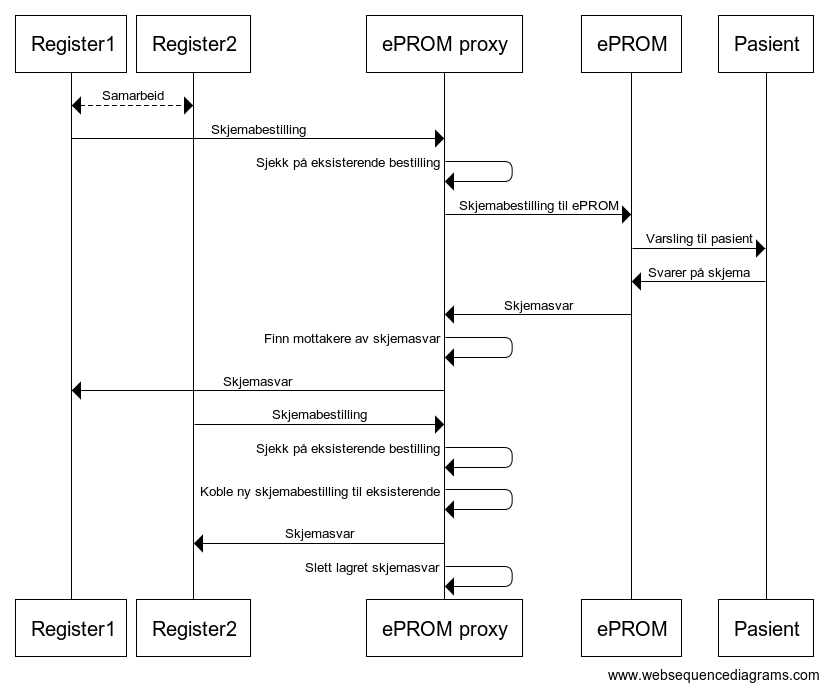 Register1
Register2
ePROM proxy
ePROM
Pasient
Samarbeid
Skjemabestilling
Sjekk på eksisterende bestilling
Skjemabestilling til ePROM
Varsling til pasient
Svarer på skjema
Skjemasvar
Finn mottakere av skjemasvar
Skjemasvar
Skjemabestilling
Sjekk på eksisterende bestilling
Koble ny skjemabestilling til eksisterende
Skjemasvar
Slett lagret skjemasvar
Register1
Register2
ePROM proxy
ePROM
Pasient
www.websequencediagrams.com